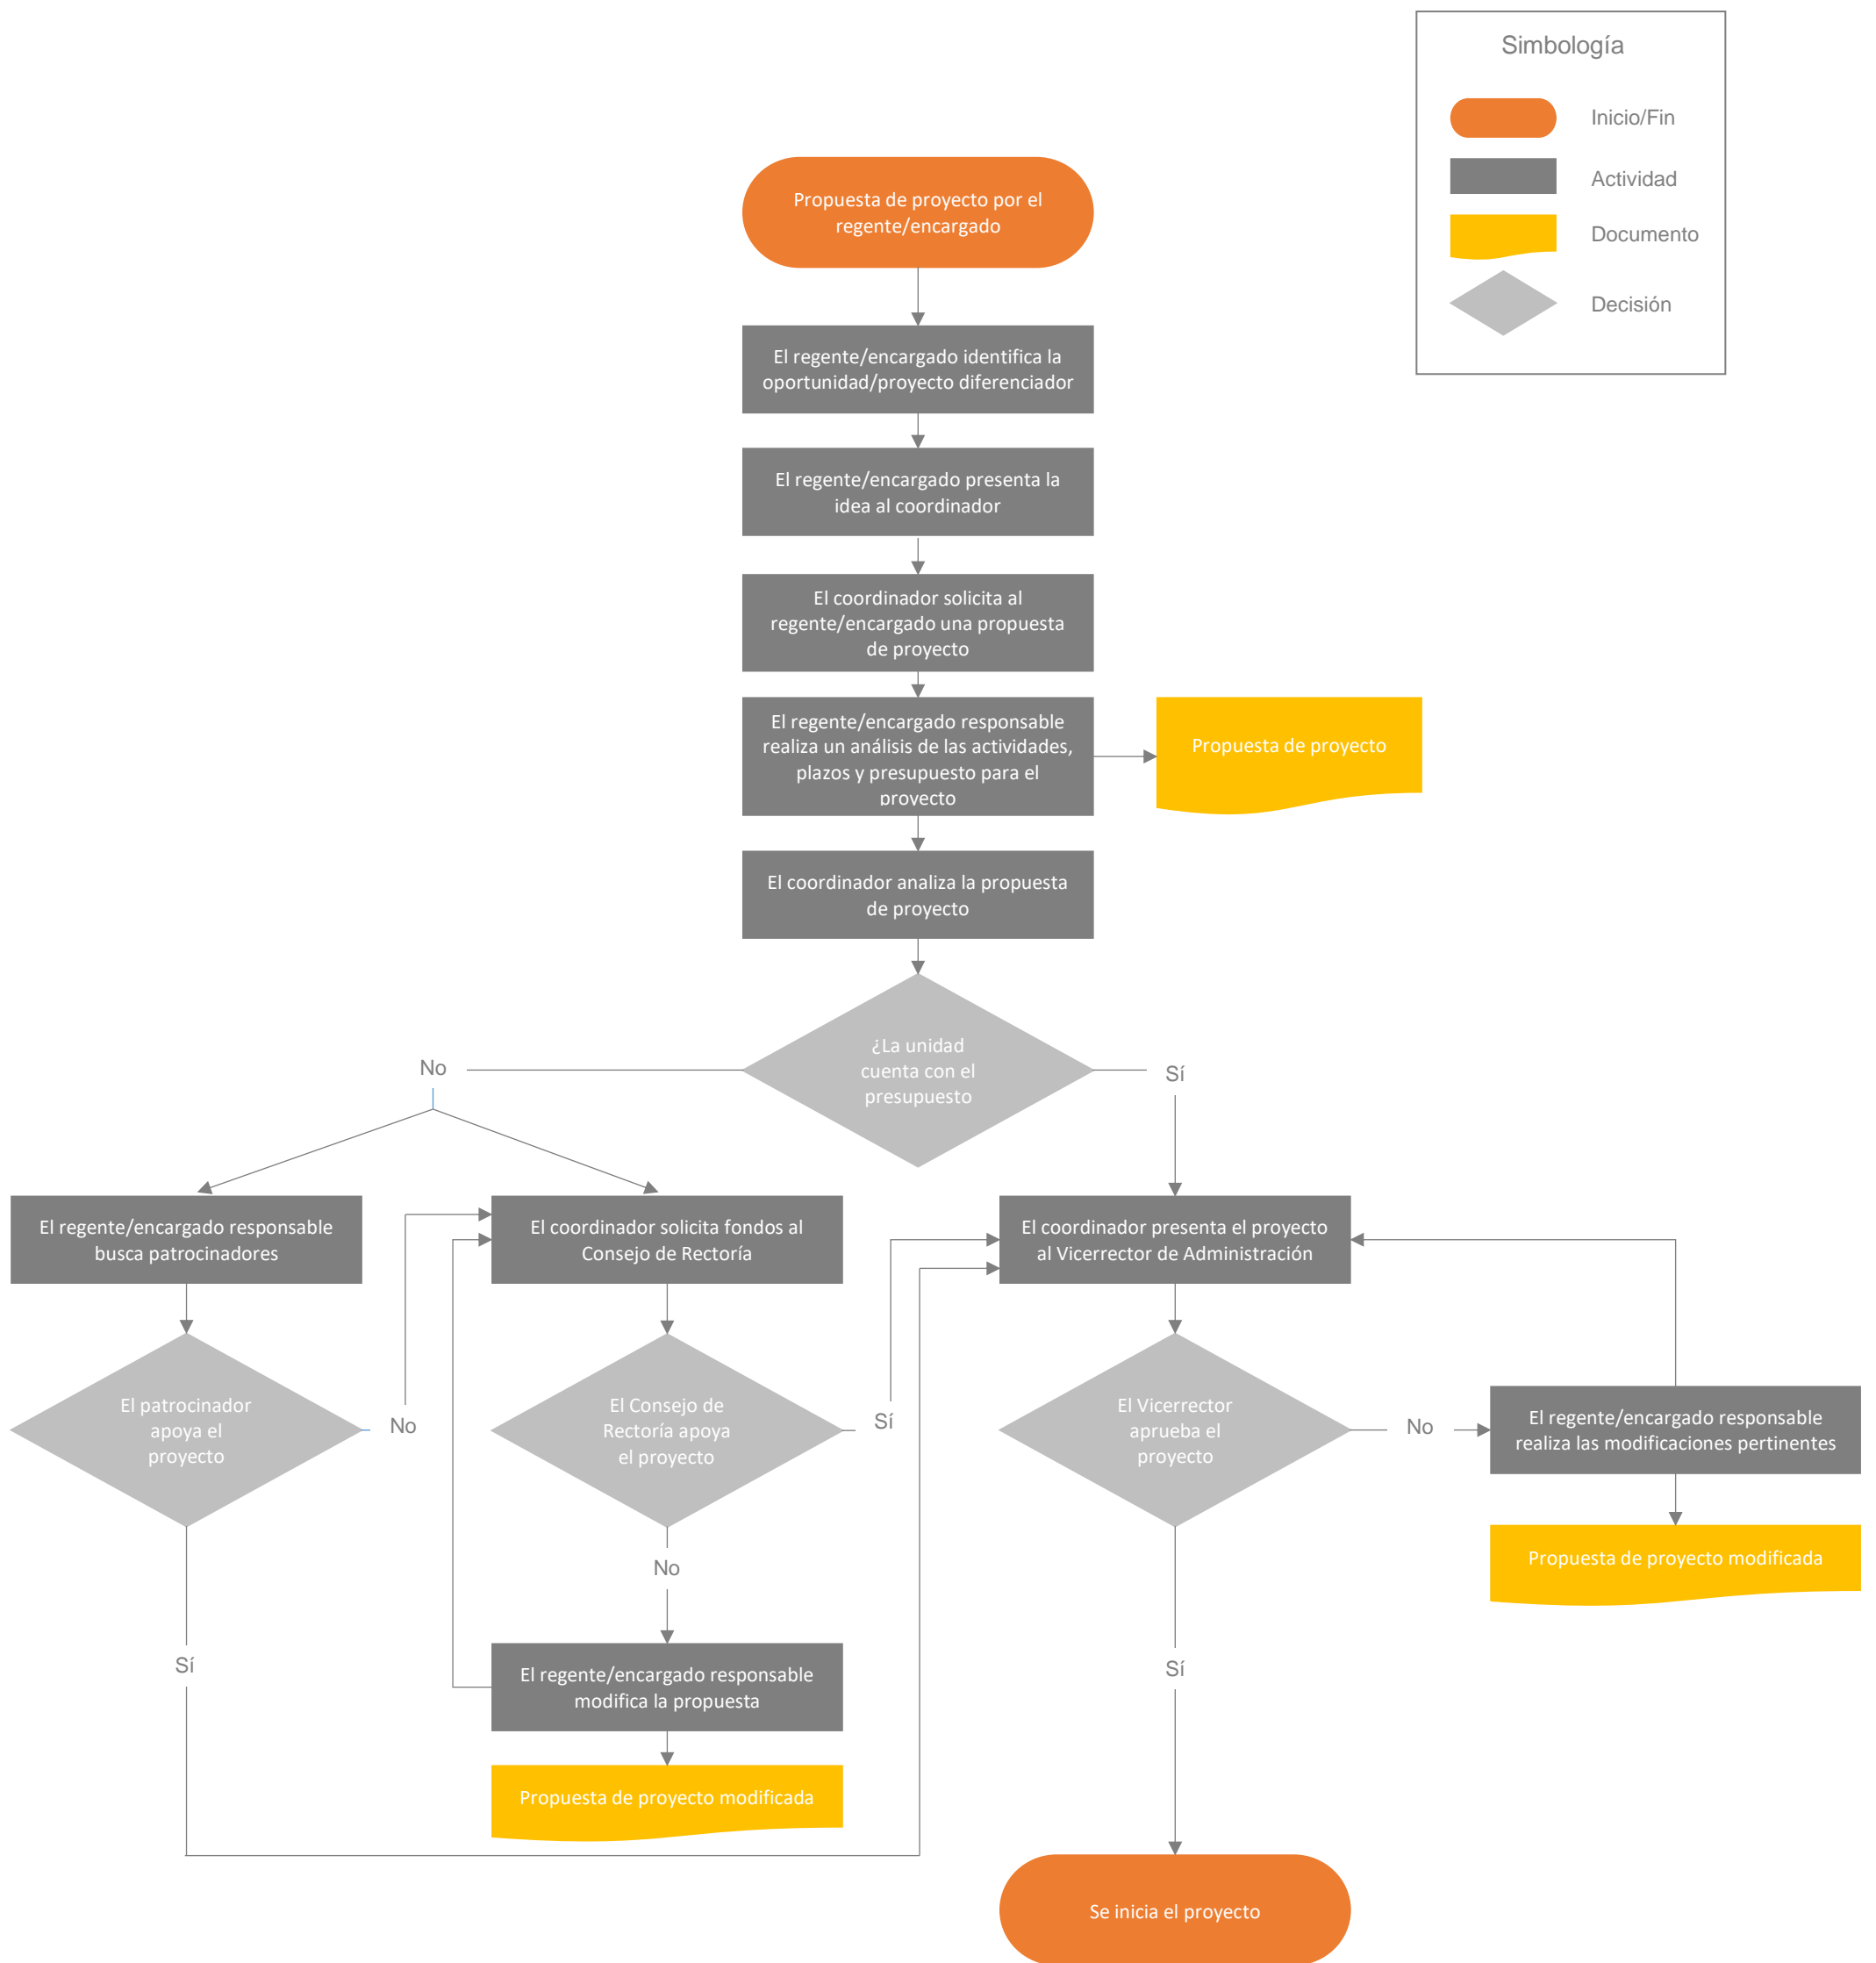 Simbología
Inicio/Fin
Actividad
Documento
Decisión
Propuesta de proyecto por el
regente/encargado
El regente/encargado identifica la
oportunidad/proyecto diferenciador
El regente/encargado presenta la
idea al coordinador
El coordinador solicita al
regente/encargado una propuesta
de proyecto
El regente/encargado responsable
realiza un análisis de las actividades,
plazos y presupuesto para el
proyecto
Propuesta de proyecto
El coordinador analiza la propuesta
de proyecto
¿La unidad
cuenta con el
presupuesto
No
Sí
El regente/encargado responsable
busca patrocinadores
El coordinador solicita fondos al
Consejo de Rectoría
El coordinador presenta el proyecto
al Vicerrector de Administración
El patrocinador
apoya el
proyecto
No
El Consejo de
Rectoría apoya
el proyecto
Sí
El Vicerrector
aprueba el
proyecto
No
El regente/encargado responsable
realiza las modificaciones pertinentes
Propuesta de proyecto modificada
No
Sí
Sí
El regente/encargado responsable
modifica la propuesta
Propuesta de proyecto modificada
Se inicia el proyecto